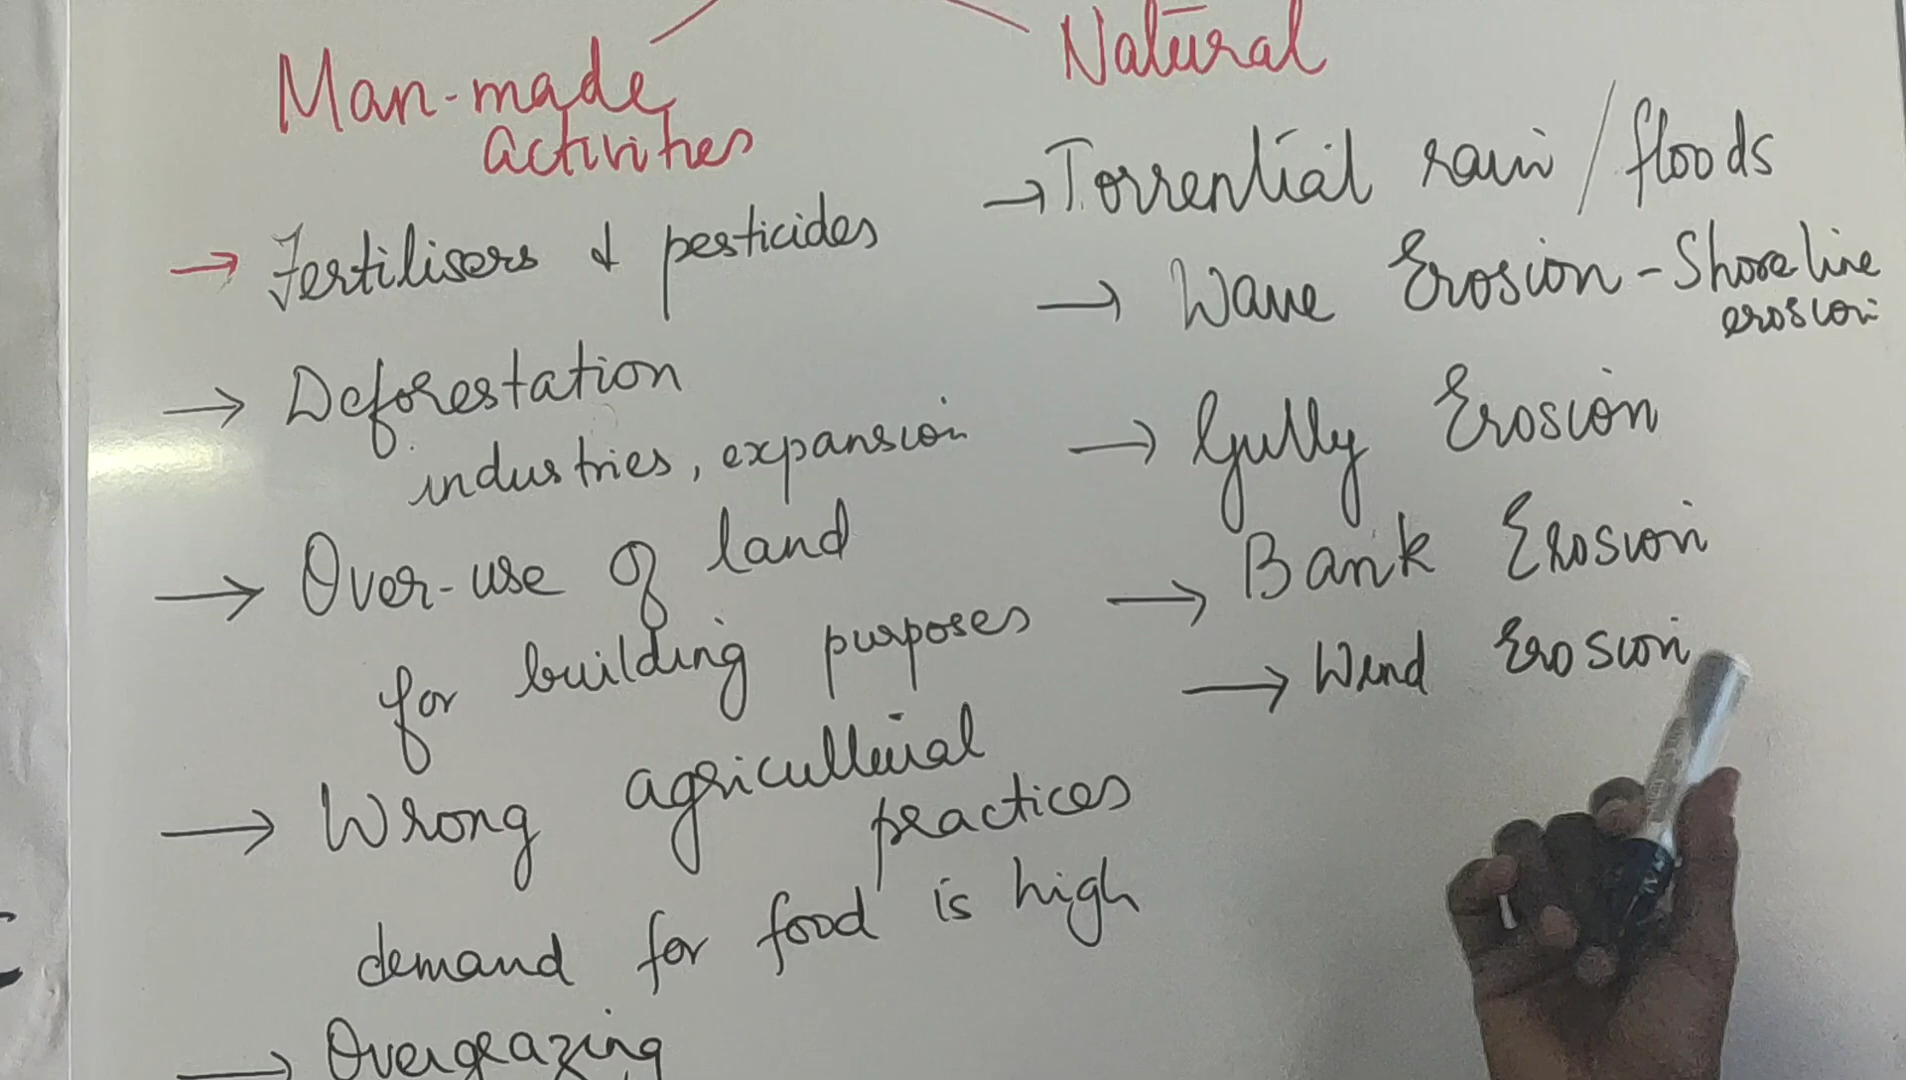 Man-made
activities
→ Fertilisers & pesticides
→ Deforestation
industries, expansion
→ Over-use of land
for building purposes
→ Wrong agricultural
practices
demand for food is high
→ Overgrazing
Natural
→ Torrential rain / floods
→ Wave Erosion - Shoreline
erosion
→ Gully Erosion
→ Bank Erosion
→ Wind Erosion